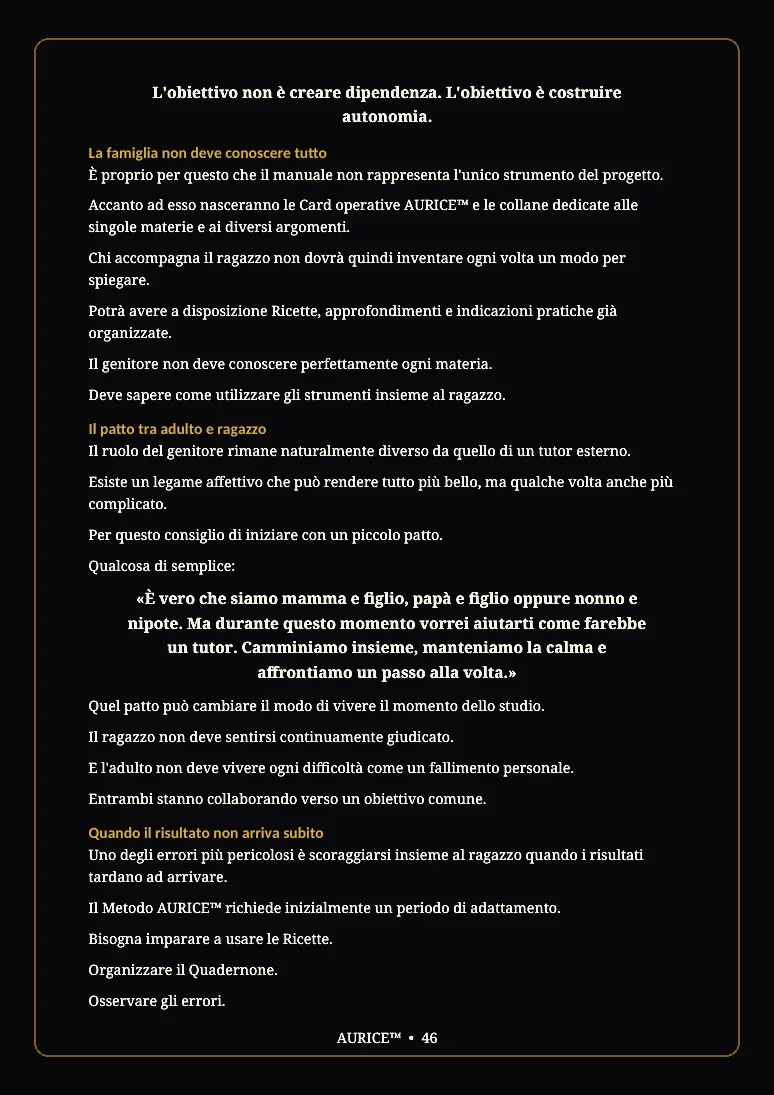 L'obiettivo non è creare dipendenza. L'obiettivo è costruire
autonomia.
La famiglia non deve conoscere tutto
È proprio per questo che il manuale non rappresenta l'unico strumento del progetto.
Accanto ad esso nasceranno le Card operative AURICE™ e le collane dedicate alle
singole materie e ai diversi argomenti.
Chi accompagna il ragazzo non dovrà quindi inventare ogni volta un modo per
spiegare.
Potrà avere a disposizione Ricette, approfondimenti e indicazioni pratiche già
organizzate.
Il genitore non deve conoscere perfettamente ogni materia.
Deve sapere come utilizzare gli strumenti insieme al ragazzo.
Il patto tra adulto e ragazzo
Il ruolo del genitore rimane naturalmente diverso da quello di un tutor esterno.
Esiste un legame affettivo che può rendere tutto più bello, ma qualche volta anche più
complicato.
Per questo consiglio di iniziare con un piccolo patto.
Qualcosa di semplice:
«È vero che siamo mamma e figlio, papà e figlio oppure nonno e
nipote. Ma durante questo momento vorrei aiutarti come farebbe
un tutor. Camminiamo insieme, manteniamo la calma e
affrontiamo un passo alla volta.»
Quel patto può cambiare il modo di vivere il momento dello studio.
Il ragazzo non deve sentirsi continuamente giudicato.
E l'adulto non deve vivere ogni difficoltà come un fallimento personale.
Entrambi stanno collaborando verso un obiettivo comune.
Quando il risultato non arriva subito
Uno degli errori più pericolosi è scoraggiarsi insieme al ragazzo quando i risultati
tardano ad arrivare.
Il Metodo AURICE™ richiede inizialmente un periodo di adattamento.
Bisogna imparare a usare le Ricette.
Organizzare il Quadernone.
Osservare gli errori.
AURICE™ • 46